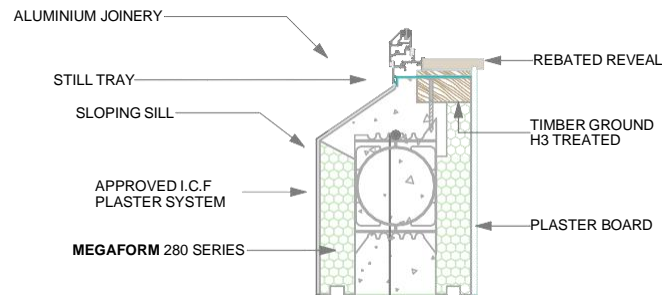 ALUMINIUM JOINERY
STILL TRAY
SLOPING SILL
APPROVED I.C.F
PLASTER SYSTEM
MEGAFORM 280 SERIES
REBATED REVEAL
TIMBER GROUND
H3 TREATED
PLASTER BOARD